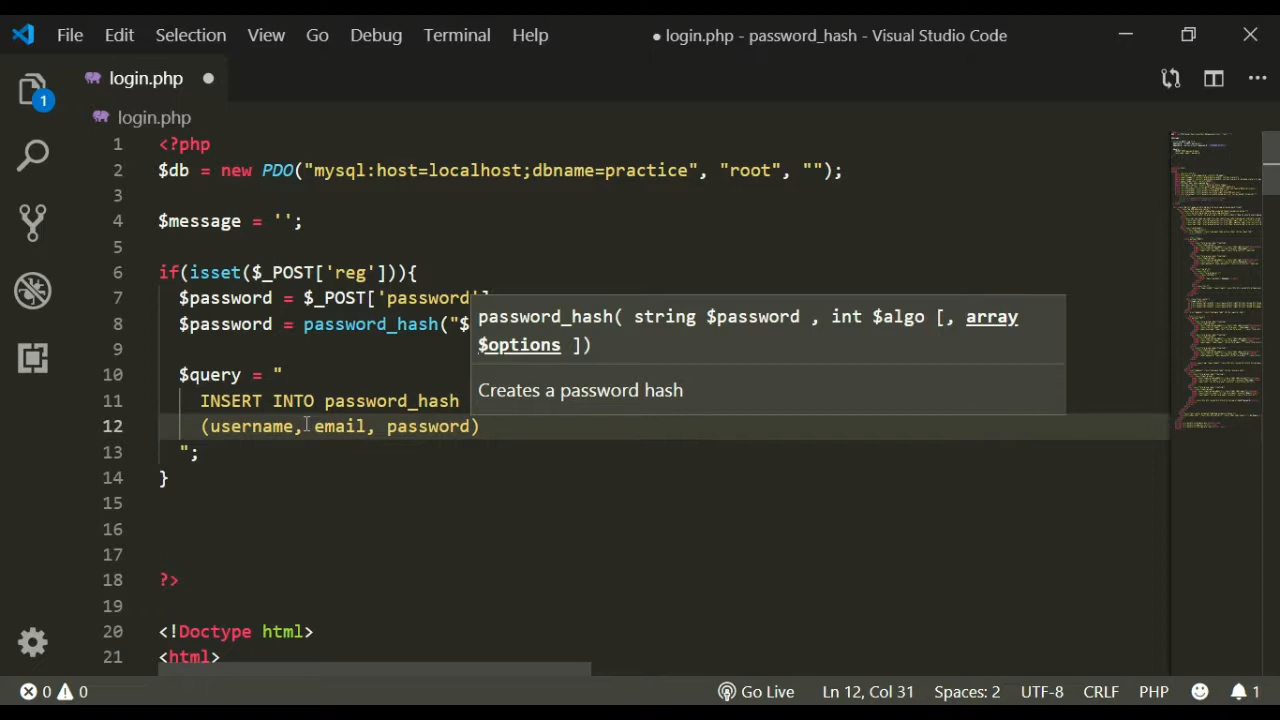 File Edit Selection View Go Debug Terminal Help ● login.php - password_hash - Visual Studio Code
login.php ●
1
login.php
1 <?php
2 $db = new PDO("mysql:host=localhost;dbname=practice", "root", "");
3
4 $message = '';
5
6 if(isset($_POST['reg'])){
7 $password = $_POST['password']
8 $password = password_hash("$
password_hash( string $password , int $algo [, array
$options ])
Creates a password hash
9
10 $query = "
11 INSERT INTO password_hash
12 (username, email, password)
13 ";
14 }
15
16
17
18 ?>
19
20 <!Doctype html>
21 <html>
0 0 Go Live Ln 12, Col 31 Spaces: 2 UTF-8 CRLF PHP 1